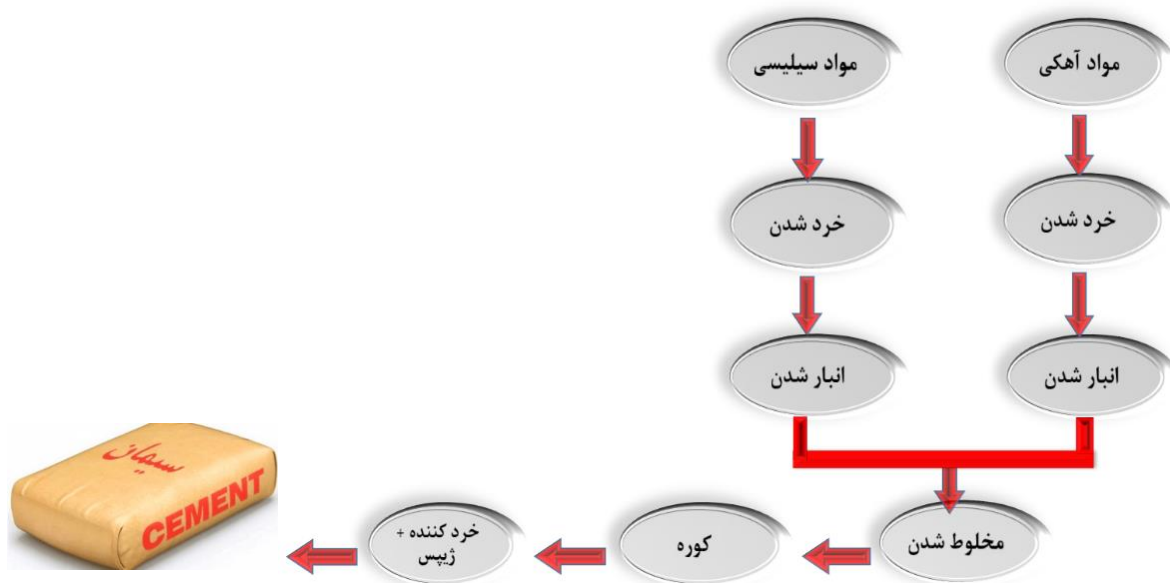 مواد آهکی
مواد سیلیسی
خرد شدن
خرد شدن
انبار شدن
انبار شدن
مخلوط شدن
کوره
خرد کننده +
ژیپس
سیمان
CEMENT